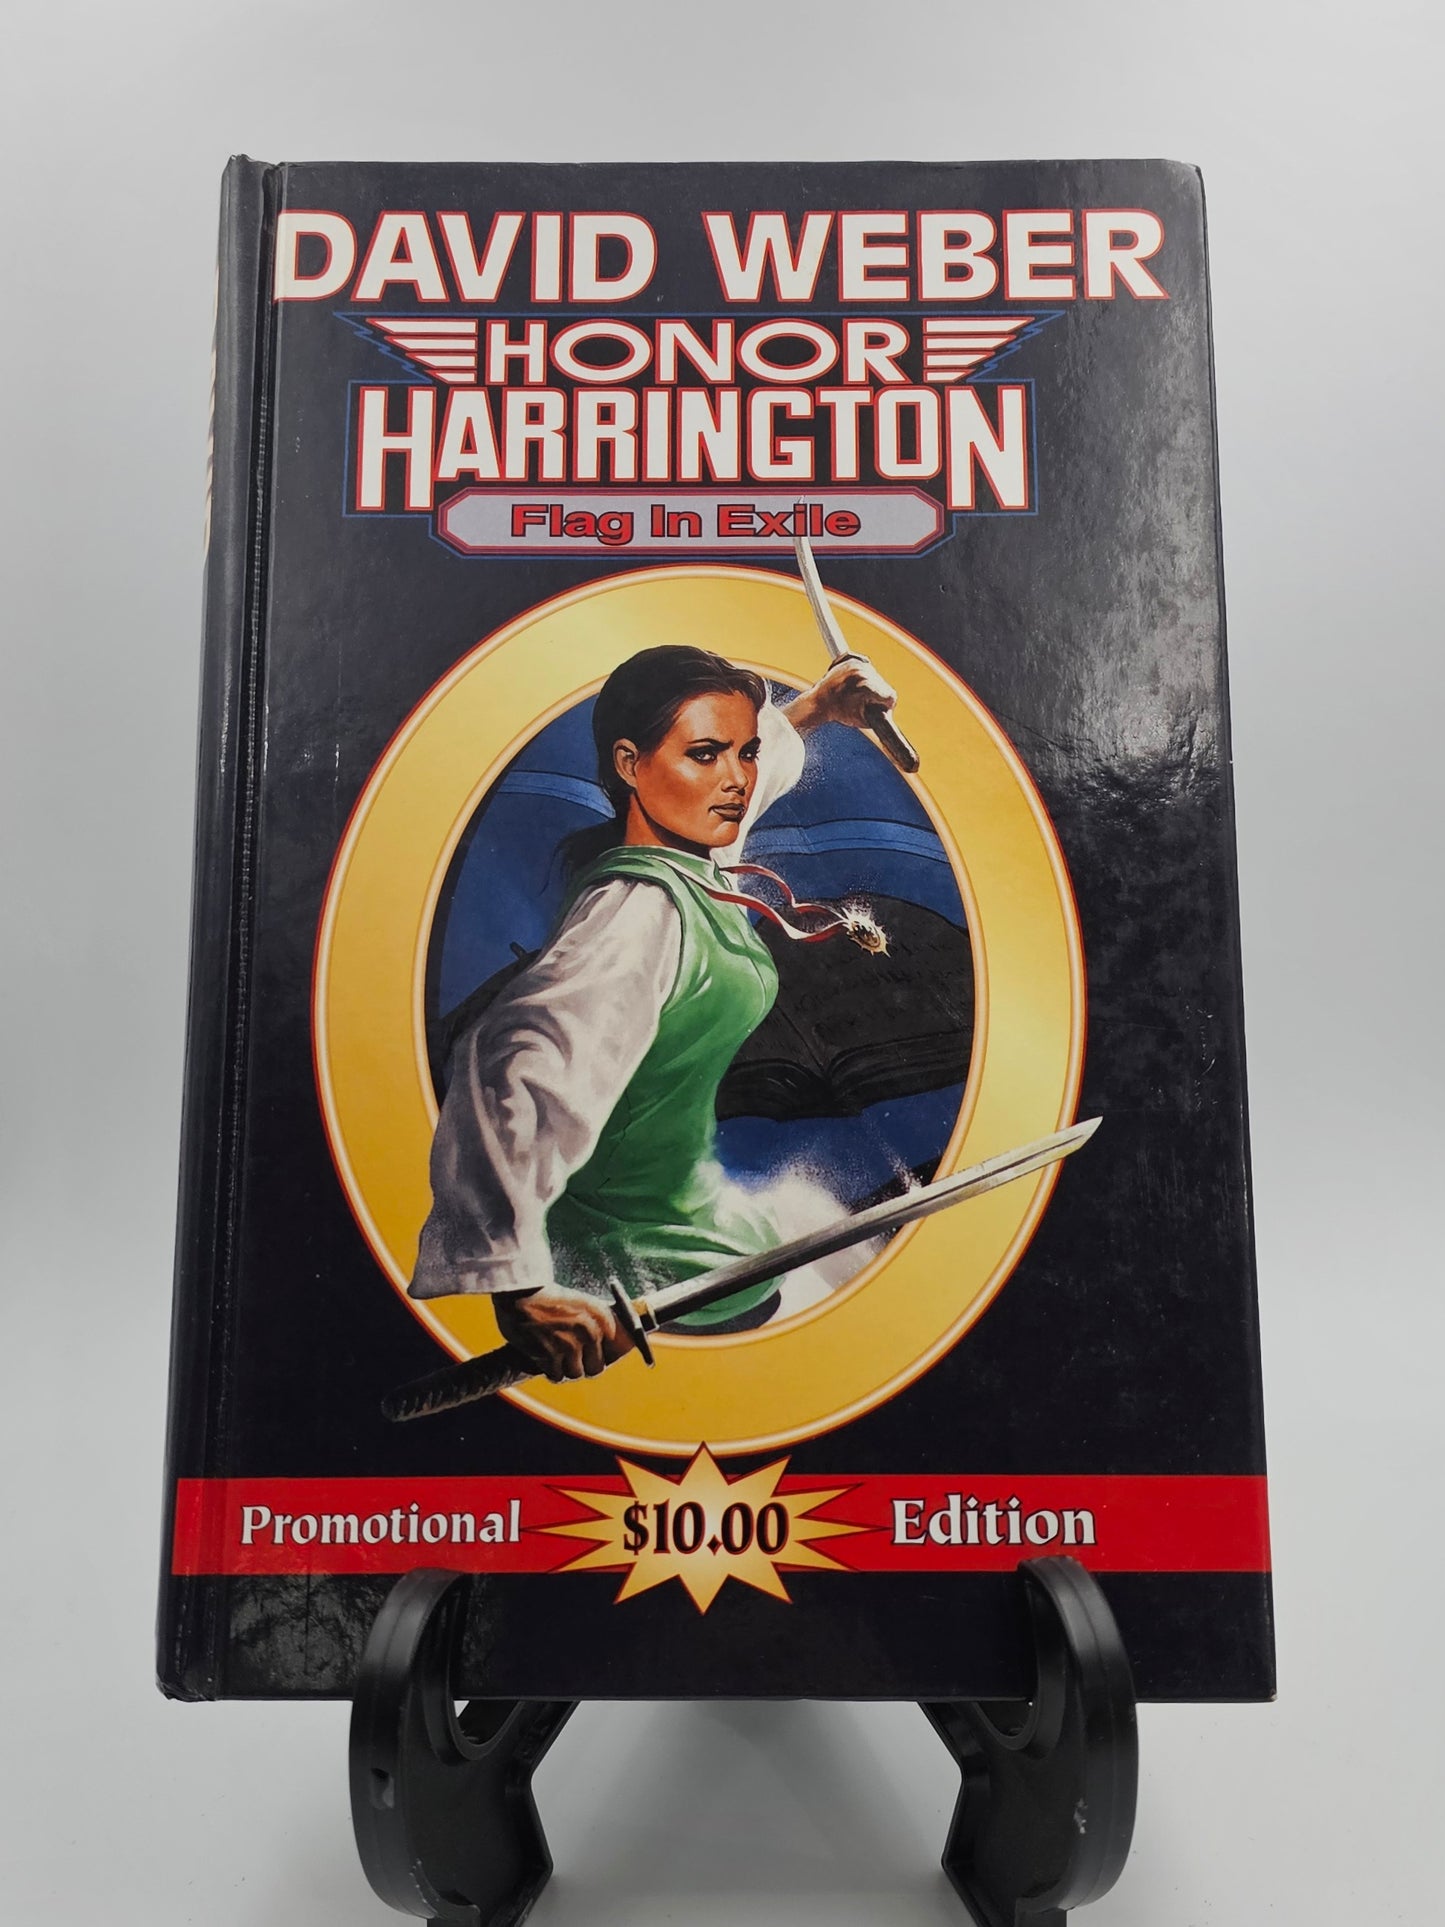 DAVID WEBER
HONOR
HARRINGTON
Flag In Exile
Promotional $10.00 Edition